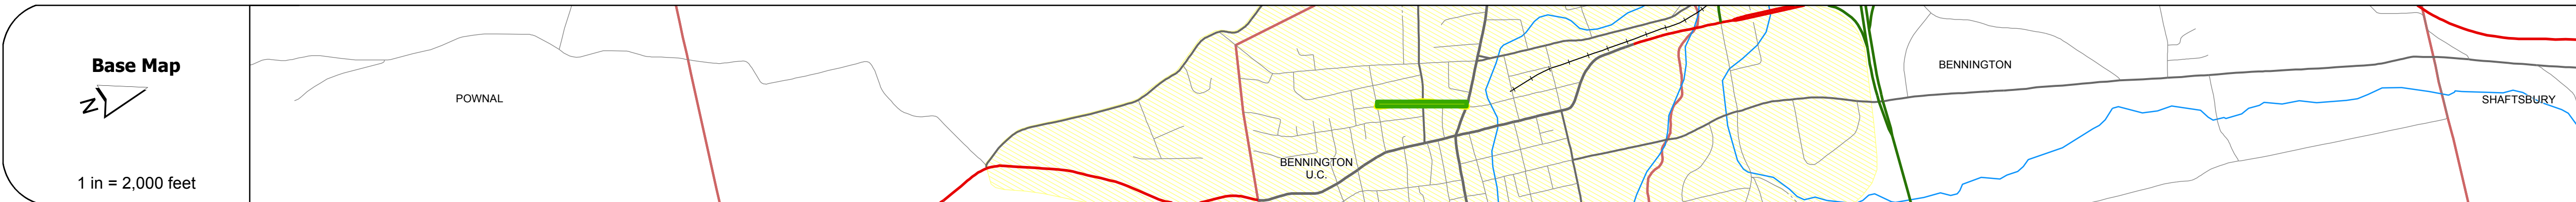 Base Map
N
1 in = 2,000 feet
POWNAL
BENNINGTON
U.C.
BENNINGTON
SHAFTSBURY